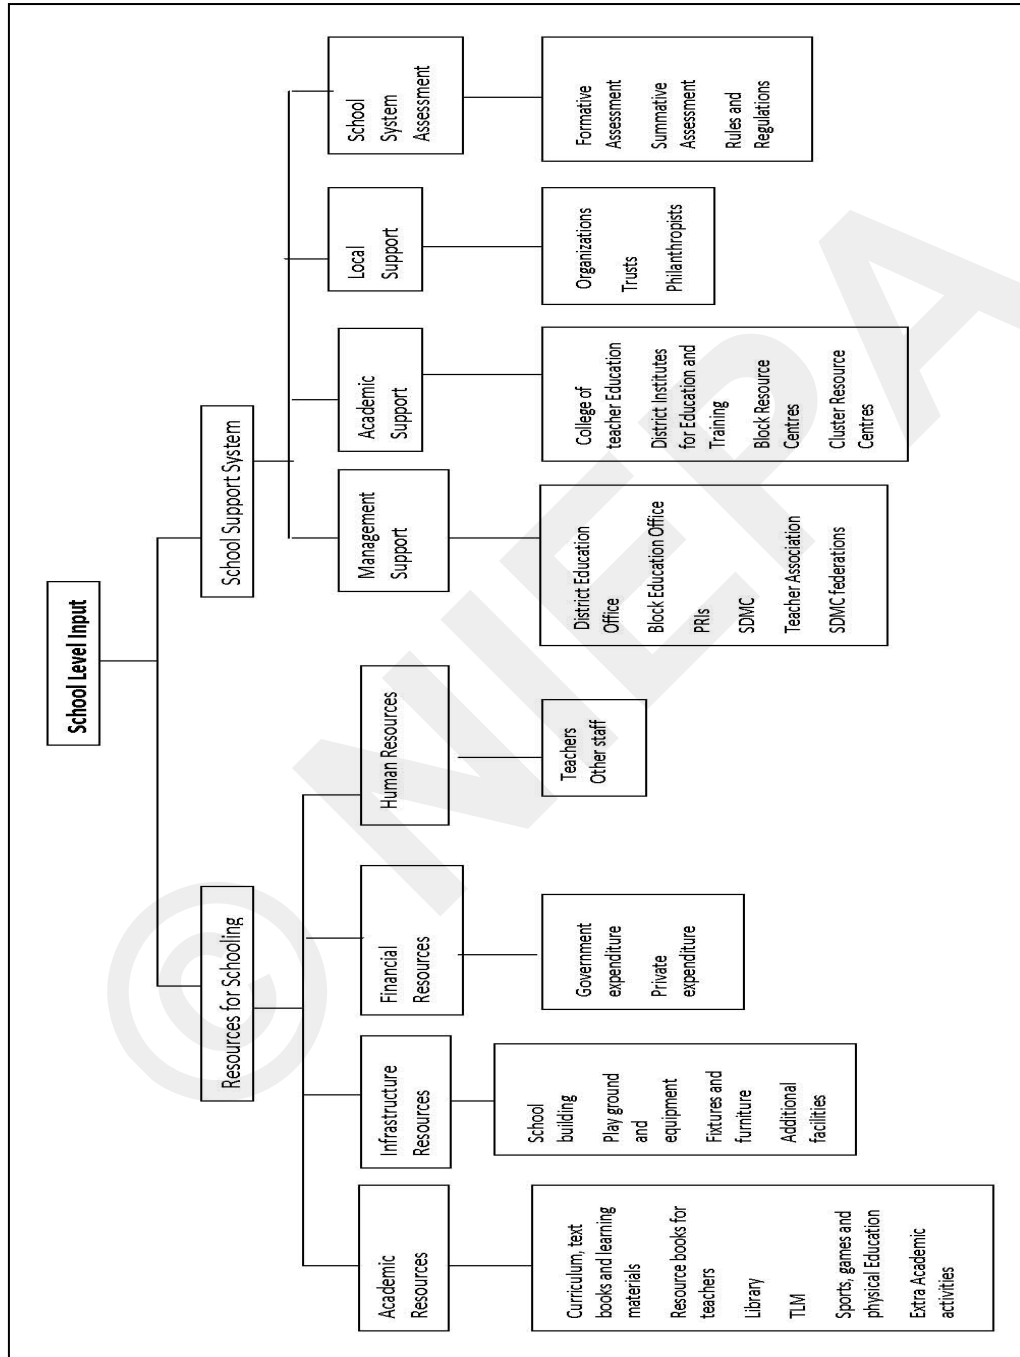 School Level Input
Resources for Schooling
School Support System
Academic
Resources
Infrastructure
Resources
Financial
Resources
Human Resources
Management
Support
Academic
Support
Local
Support
School
System
Assessment
Curriculum, text
books and learning
materials
Resource books for
teachers
Library
TLM
Sports, games and
physical Education
Extra Academic
activities
School
building
Play ground
and
equipment
Fixtures and
furniture
Additional
facilities
Government
expenditure
Private
expenditure
Teachers
Other staff
District Education
Office
Block Education Office
PRIs
SDMC
Teacher Association
SDMC federations
College of
teacher Education
District Institutes
for Education and
Training
Block Resource
Centres
Cluster Resource
Centres
Organizations
Trusts
Philanthropists
Formative
Assessment
Summative
Assessment
Rules and
Regulations
© NIEPA